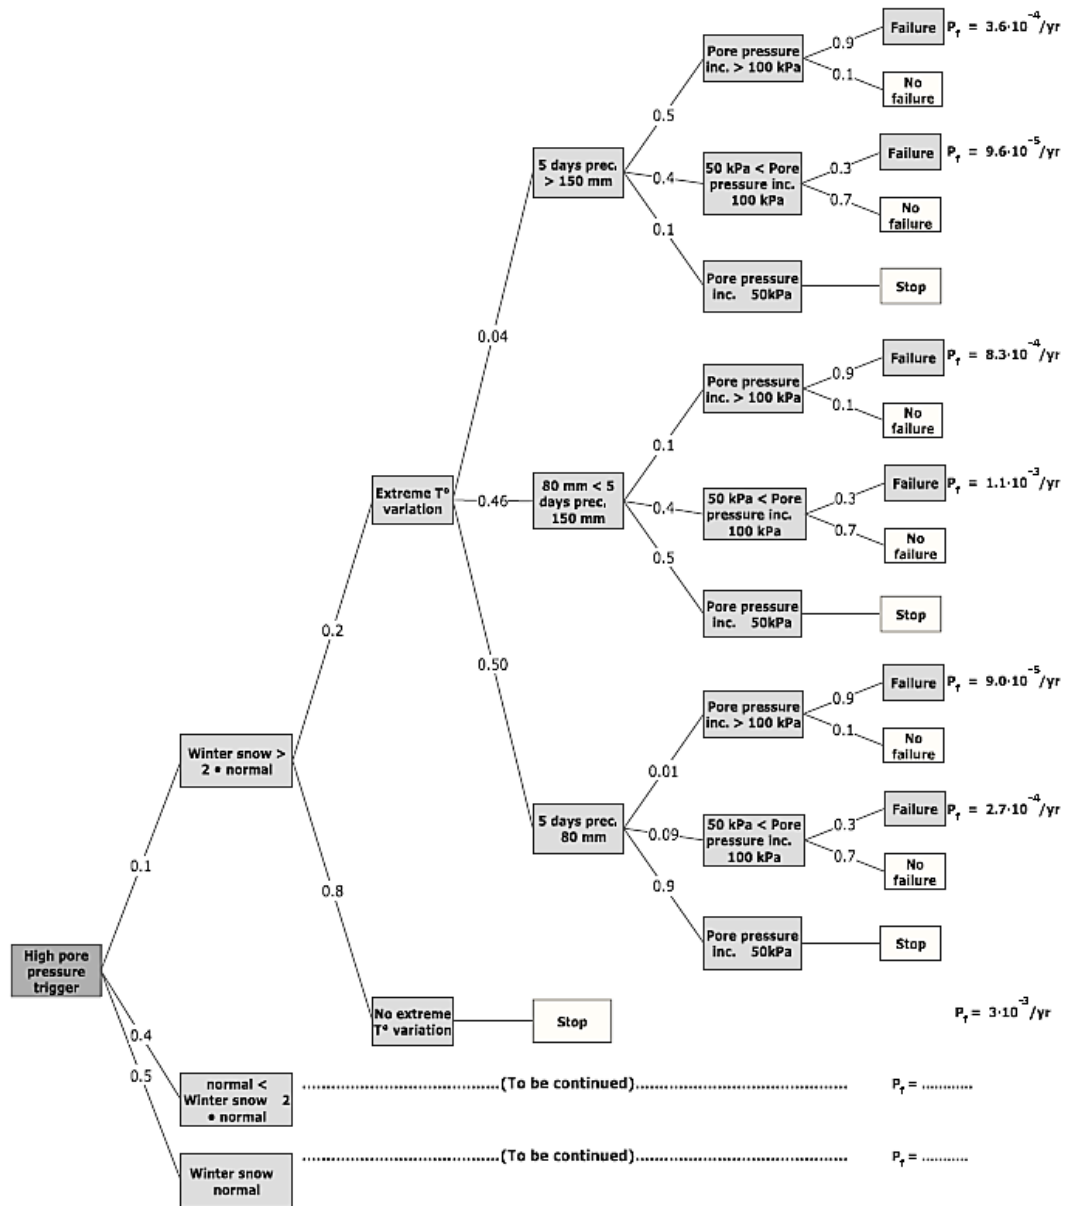 Failure P_f = 3.6·10^-4/yr
0.9
Pore pressure
inc. > 100 kPa
0.1
No
failure
0.5
5 days prec.
> 150 mm
0.4
50 kPa < Pore
pressure inc.
100 kPa
0.3
Failure P_f = 9.6·10^-5/yr
0.7
No
failure
0.1
Pore pressure
inc. 50kPa
Stop
0.04
Pore pressure
inc. > 100 kPa
0.9
Failure P_f = 8.3·10^-4/yr
0.1
No
failure
0.1
Extreme T°
variation
0.46
80 mm < 5
days prec.
150 mm
0.4
50 kPa < Pore
pressure inc.
100 kPa
0.3
Failure P_f = 1.1·10^-3/yr
0.7
No
failure
0.5
Pore pressure
inc. 50kPa
Stop
0.2
0.50
Pore pressure
inc. > 100 kPa
0.9
Failure P_f = 9.0·10^-5/yr
0.1
No
failure
Winter snow >
2 • normal
0.01
5 days prec.
80 mm
0.09
50 kPa < Pore
pressure inc.
100 kPa
0.3
Failure P_f = 2.7·10^-4/yr
0.7
No
failure
0.1
0.8
0.9
Pore pressure
inc. 50kPa
Stop
High pore
pressure
trigger
No extreme
T° variation
Stop
P_f = 3·10^-3/yr
0.4
0.5
normal <
Winter snow 2
• normal
(To be continued)
P_f = ............
Winter snow
normal
(To be continued)
P_f = ...........